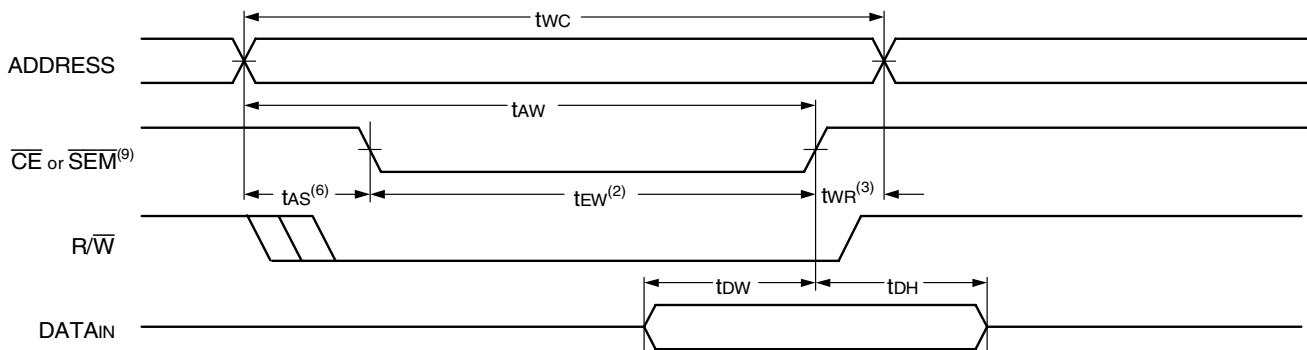 tWC
ADDRESS
tAW
CE or SEM(9)
tAS(6) tEW(2) tWR(3)
R/W
tDW tDH
DATAIN